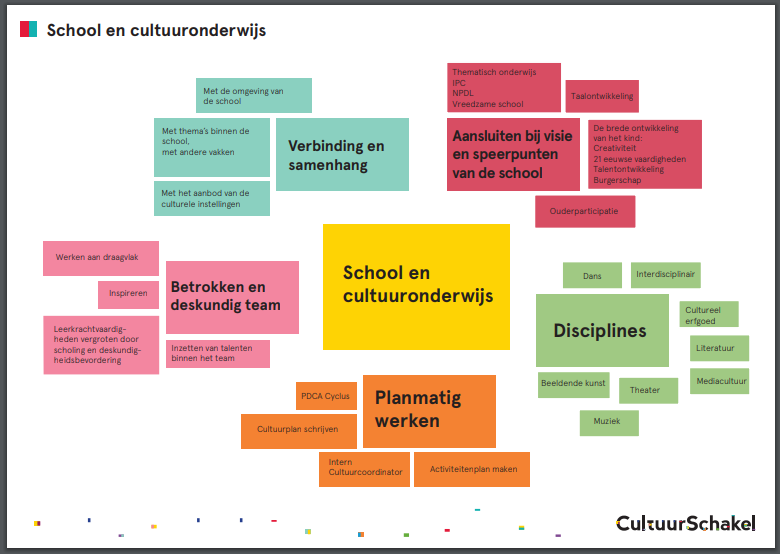 School en cultuuronderwijs
Met de omgeving van
de school
Met thema's binnen de
school,
met andere vakken
Met het aanbod van de
culturele instellingen
Verbinding en
samenhang
Thematisch onderwijs
IPC
NPDL
Vreedzame school
Taalontwikkeling
Aansluiten bij visie
en speerpunten
van de school
De brede ontwikkeling
van het kind:
Creativiteit
21 eeuwse vaardigheden
Talentontwikkeling
Burgerschap
Ouderparticipatie
Werken aan draagvlak
Inspireren
Leerkrachtvaardig-
heden vergroten door
scholing en deskundig-
heidsbevordering
Betrokken en
deskundig team
Inzetten van talenten
binnen het team
School en
cultuuronderwijs
Dans
Interdisciplinair
Disciplines
Cultureel
erfgoed
Literatuur
Mediacultuur
Beeldende kunst
Theater
Muziek
PDCA Cyclus
Cultuurplan schrijven
Planmatig
werken
Intern
Cultuurcoordinator
Activiteitenplan maken
CultuurSchakel